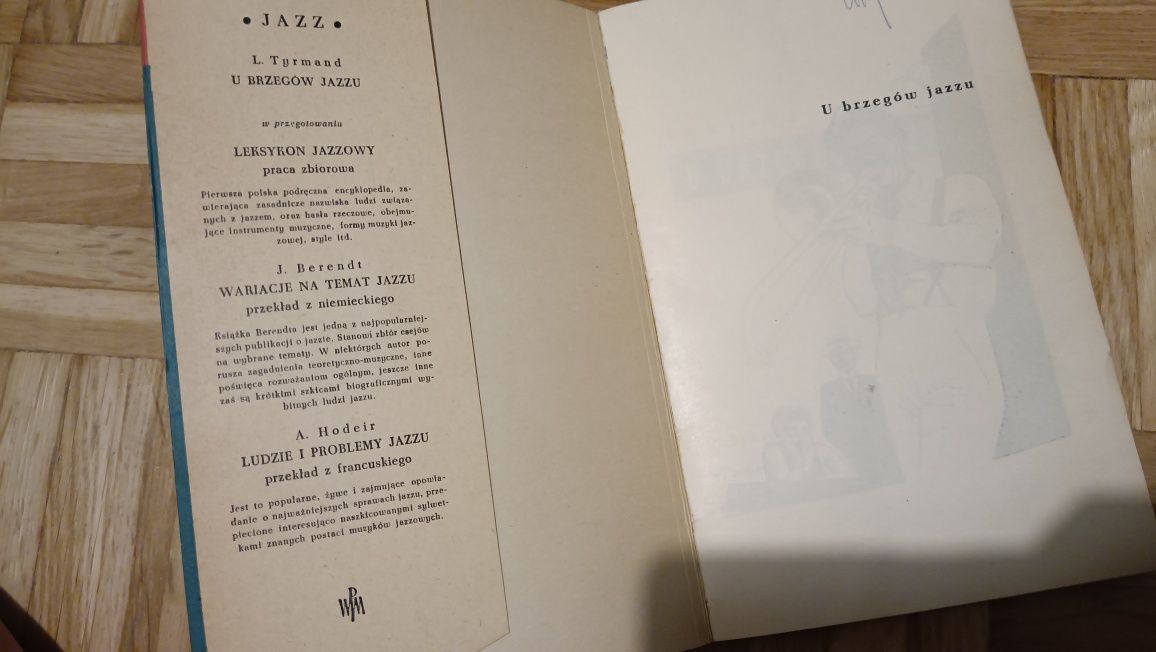 • JAZZ •
L. Tyrmand
U BRZEGÓW JAZZU
w przygotowaniu
LEKSYKON JAZZOWY
praca zbiorowa
Pierwsza polska podręczna encyklopedia, za-
wierająca zasadnicze nazwiska ludzi związa-
nych z jazzem, oraz hasła rzeczowe, obejmu-
jące instrumenty muzyczne, formy muzyki jaz-
zowej, style itd.
J. Berendt
WARIACJE NA TEMAT JAZZU
przekład z niemieckiego
Książka Berendta jest jedną z najpopularniej-
szych publikacji o jazzie. Stanowi zbiór esejów
na wybrane tematy. W niektórych autor po-
rusza zagadnienia teoretyczno-muzyczne, inne
poświęca rozważaniom ogólnym, jeszcze inne
zaś są krótkimi szkicami biograficznymi wy-
bitnych ludzi jazzu.
A. Hodeir
LUDZIE I PROBLEMY JAZZU
przekład z francuskiego
Jest to popularne, żywe i zajmujące opowia-
danie o najważniejszych sprawach jazzu, prze-
plecione interesująco naszkicowanymi sylwet-
kami znanych postaci muzyków jazzowych.
PWM
U brzegów jazzu